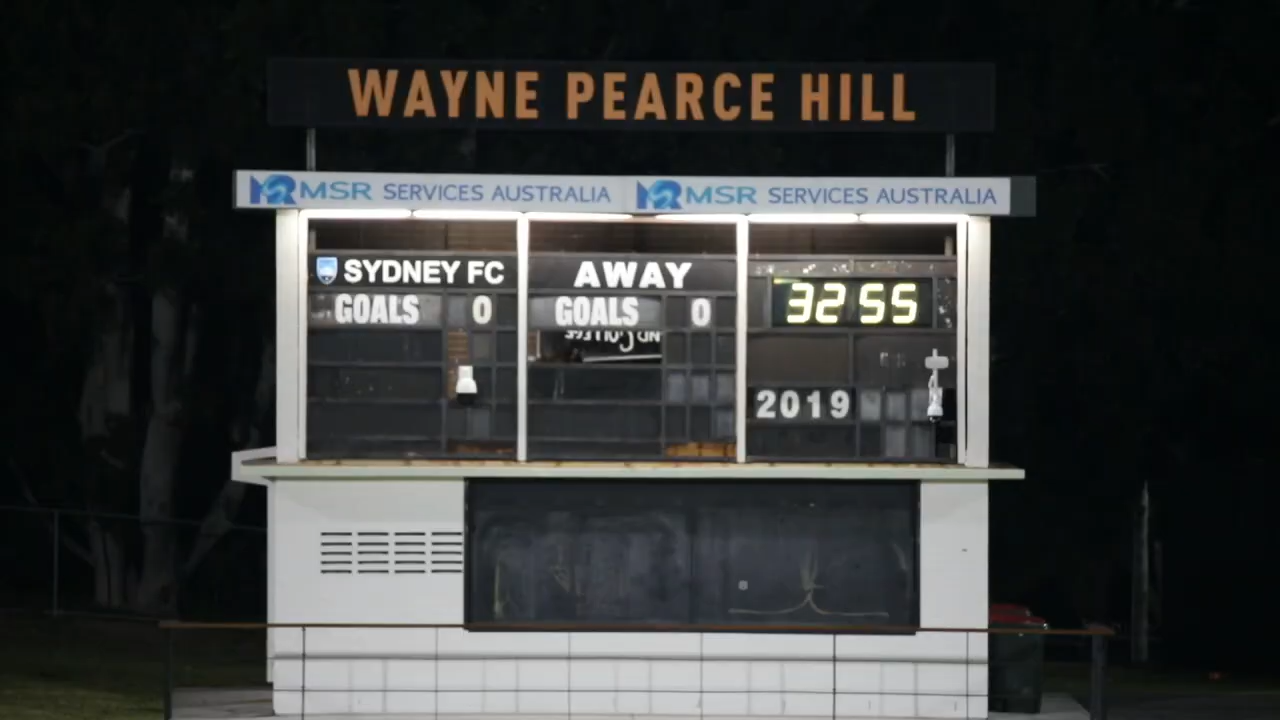 WAYNE PEARCE HILL
MSR SERVICES AUSTRALIA MSR SERVICES AUSTRALIA
SYDNEY FC
GOALS 0
AWAY
GOALS 0
32 55
2019